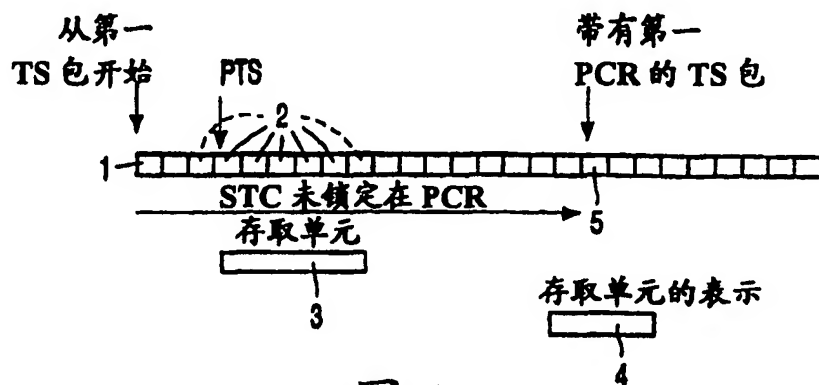 从第一
TS 包开始
PTS
带有第一
PCR 的 TS 包
2
1
STC 未锁定在 PCR
5
存取单元
3
存取单元的表示
4